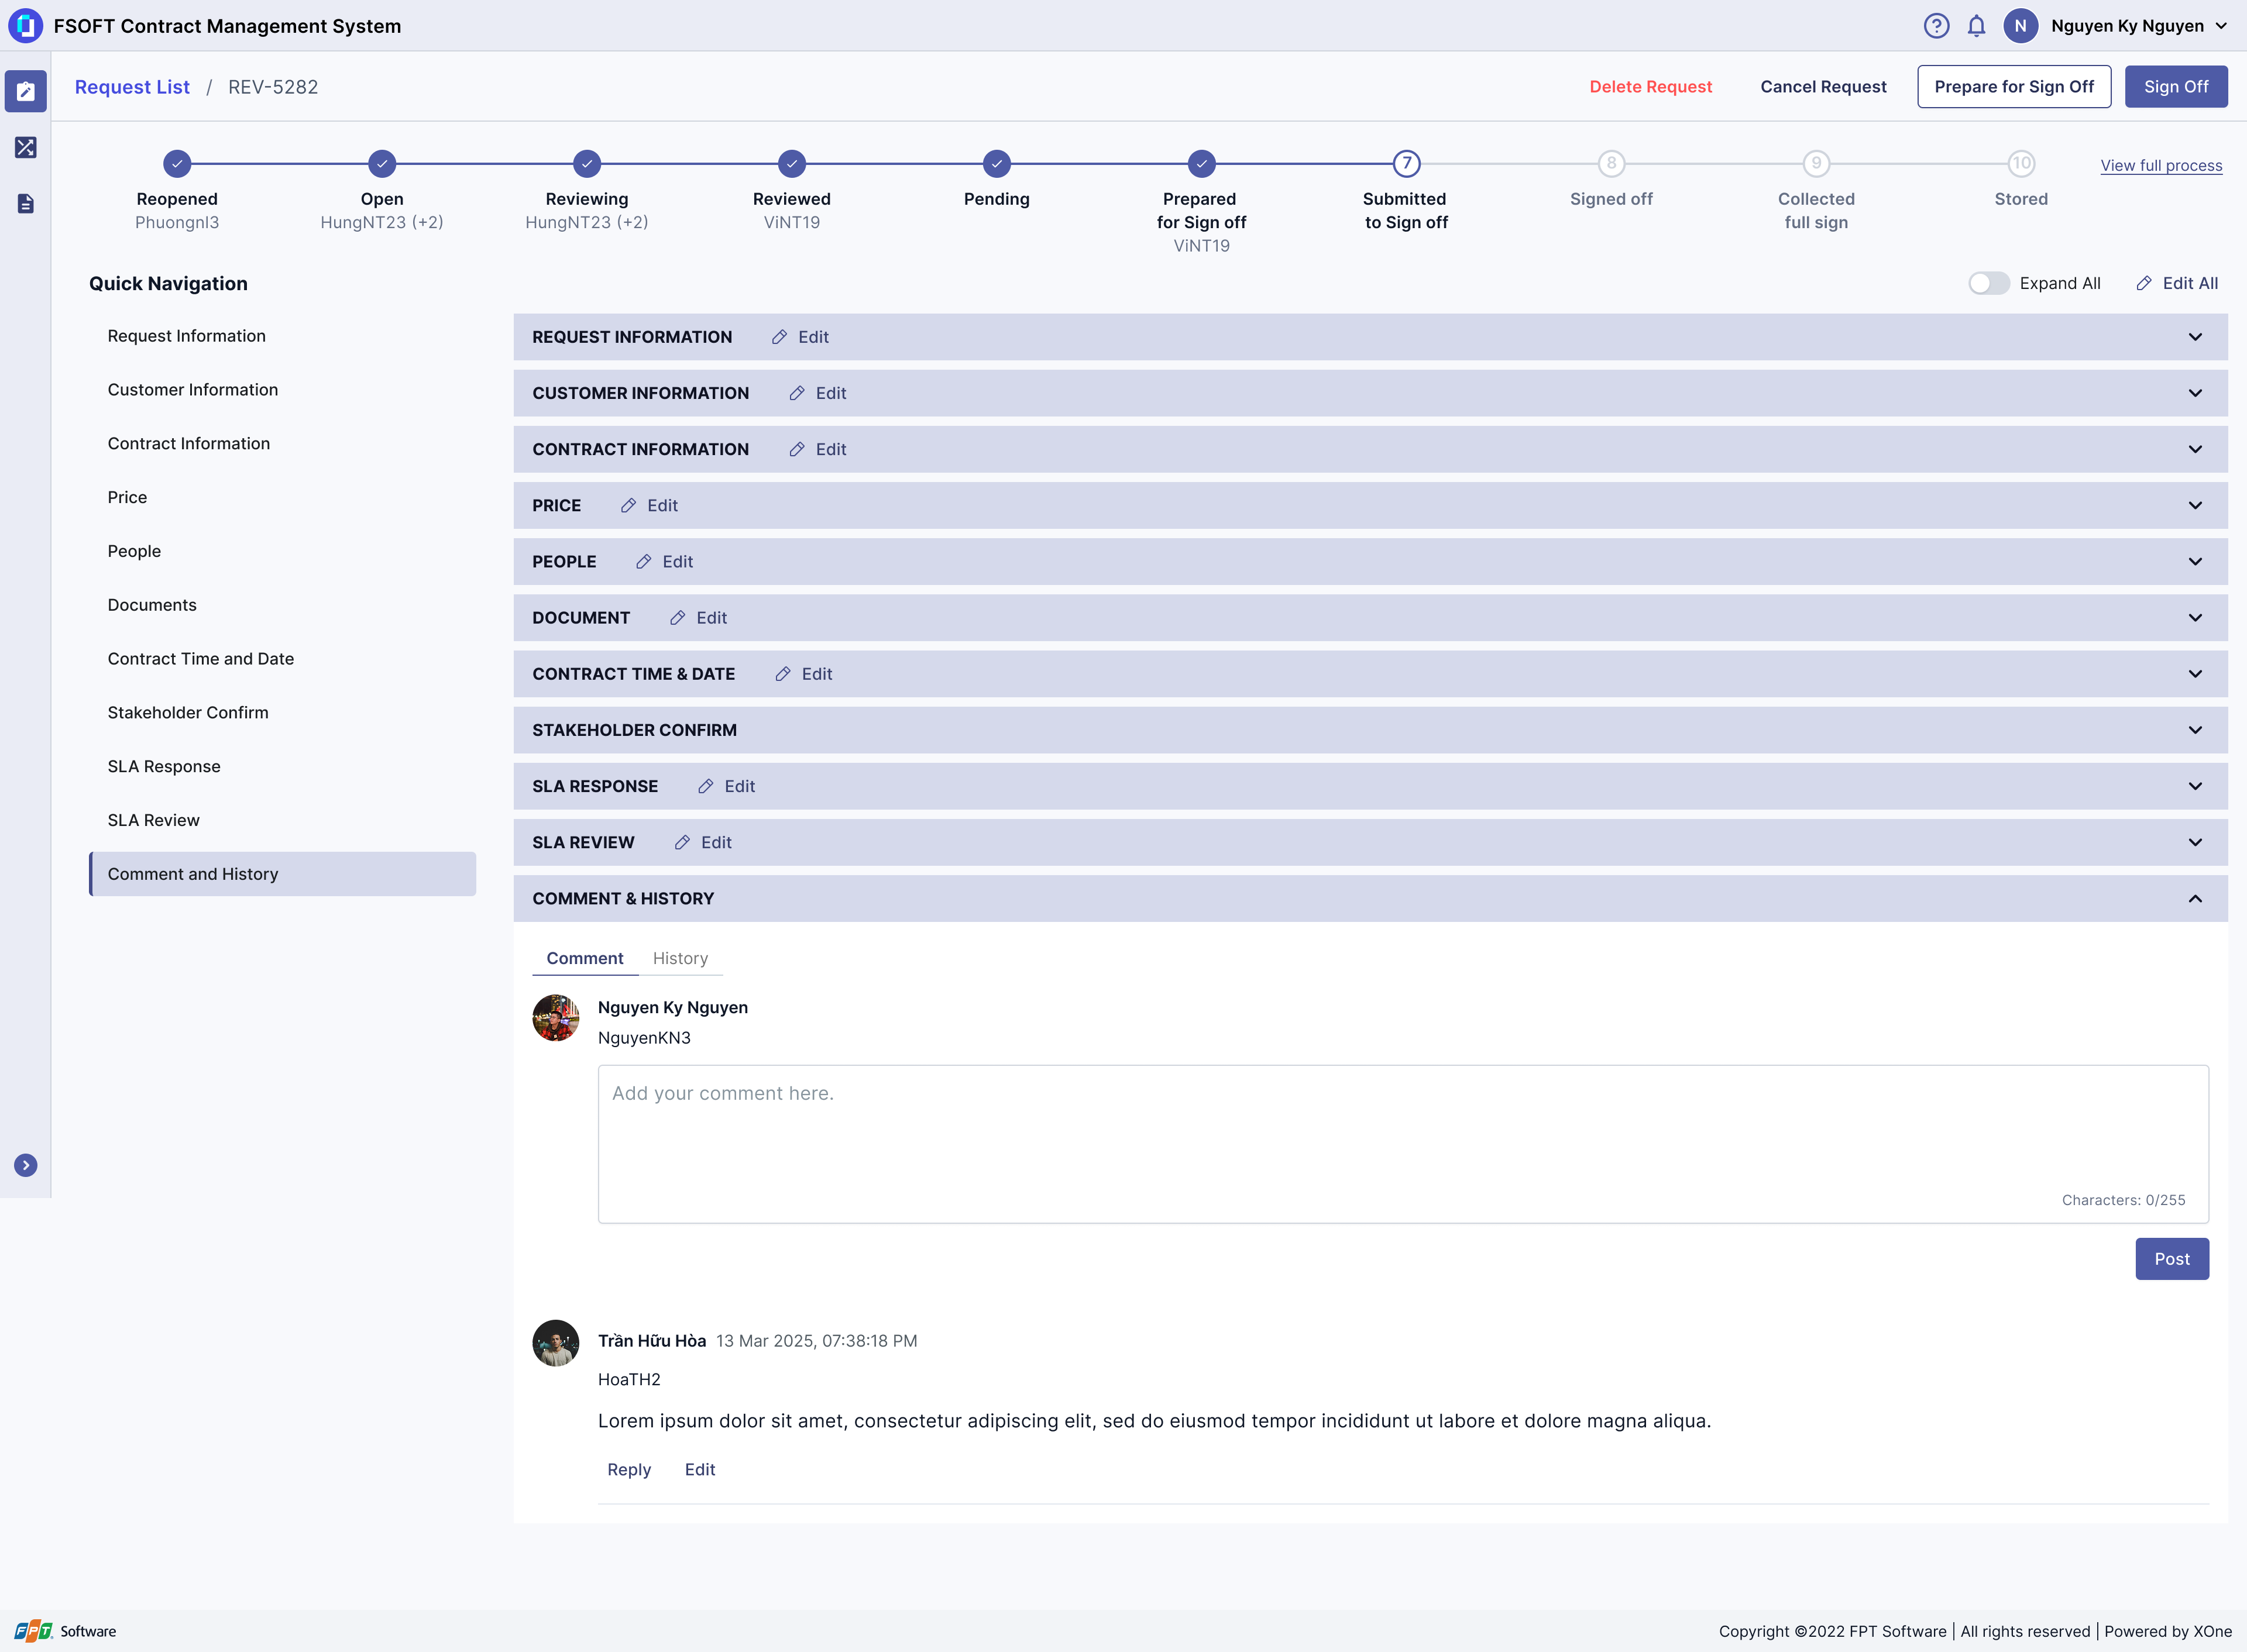 FSOFT Contract Management System
N
Nguyen Ky Nguyen
Request List / REV-5282
Delete Request
Cancel Request
Prepare for Sign Off
Sign Off
Reopened
Phuongnl3
Open
HungNT23 (+2)
Reviewing
HungNT23 (+2)
Reviewed
ViNT19
Pending
Prepared
for Sign off
ViNT19
7
Submitted
to Sign off
8
Signed off
9
Collected
full sign
10
Stored
View full process
Quick Navigation
Expand All
Edit All
Request Information
Customer Information
Contract Information
Price
People
Documents
Contract Time and Date
Stakeholder Confirm
SLA Response
SLA Review
Comment and History
REQUEST INFORMATION Edit
CUSTOMER INFORMATION Edit
CONTRACT INFORMATION Edit
PRICE Edit
PEOPLE Edit
DOCUMENT Edit
CONTRACT TIME & DATE Edit
STAKEHOLDER CONFIRM
SLA RESPONSE Edit
SLA REVIEW Edit
COMMENT & HISTORY
Comment History
Nguyen Ky Nguyen
NguyenKN3
Add your comment here.
Characters: 0/255
Post
Trần Hữu Hòa 13 Mar 2025, 07:38:18 PM
HoaTH2
Lorem ipsum dolor sit amet, consectetur adipiscing elit, sed do eiusmod tempor incididunt ut labore et dolore magna aliqua.
Reply Edit
FPT Software
Copyright ©2022 FPT Software | All rights reserved | Powered by XOne